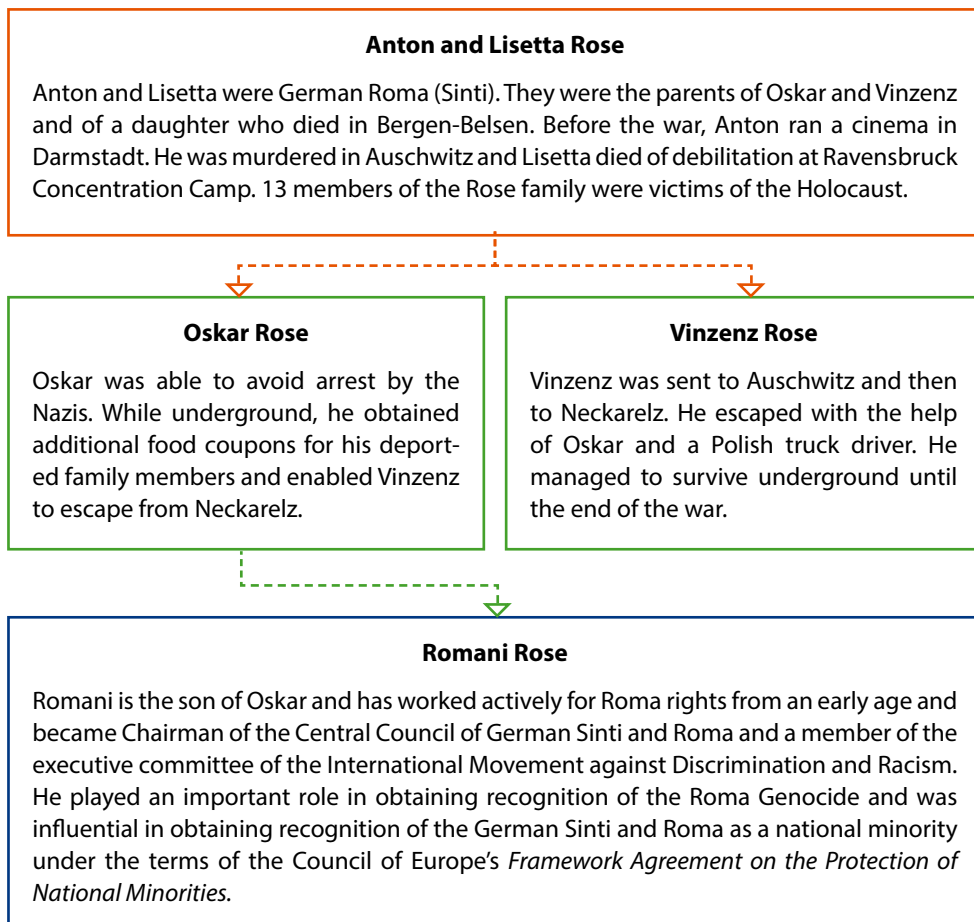 Anton and Lisetta Rose
Anton and Lisetta were German Roma (Sinti). They were the parents of Oskar and Vinzenz
and of a daughter who died in Bergen-Belsen. Before the war, Anton ran a cinema in
Darmstadt. He was murdered in Auschwitz and Lisetta died of debilitation at Ravensbruck
Concentration Camp. 13 members of the Rose family were victims of the Holocaust.
Oskar Rose
Oskar was able to avoid arrest by the
Nazis. While underground, he obtained
additional food coupons for his deport-
ed family members and enabled Vinzenz
to escape from Neckarelz.
Vinzenz Rose
Vinzenz was sent to Auschwitz and then
to Neckarelz. He escaped with the help
of Oskar and a Polish truck driver. He
managed to survive underground until
the end of the war.
Romani Rose
Romani is the son of Oskar and has worked actively for Roma rights from an early age and
became Chairman of the Central Council of German Sinti and Roma and a member of the
executive committee of the International Movement against Discrimination and Racism.
He played an important role in obtaining recognition of the Roma Genocide and was
influential in obtaining recognition of the German Sinti and Roma as a national minority
under the terms of the Council of Europe's Framework Agreement on the Protection of
National Minorities.